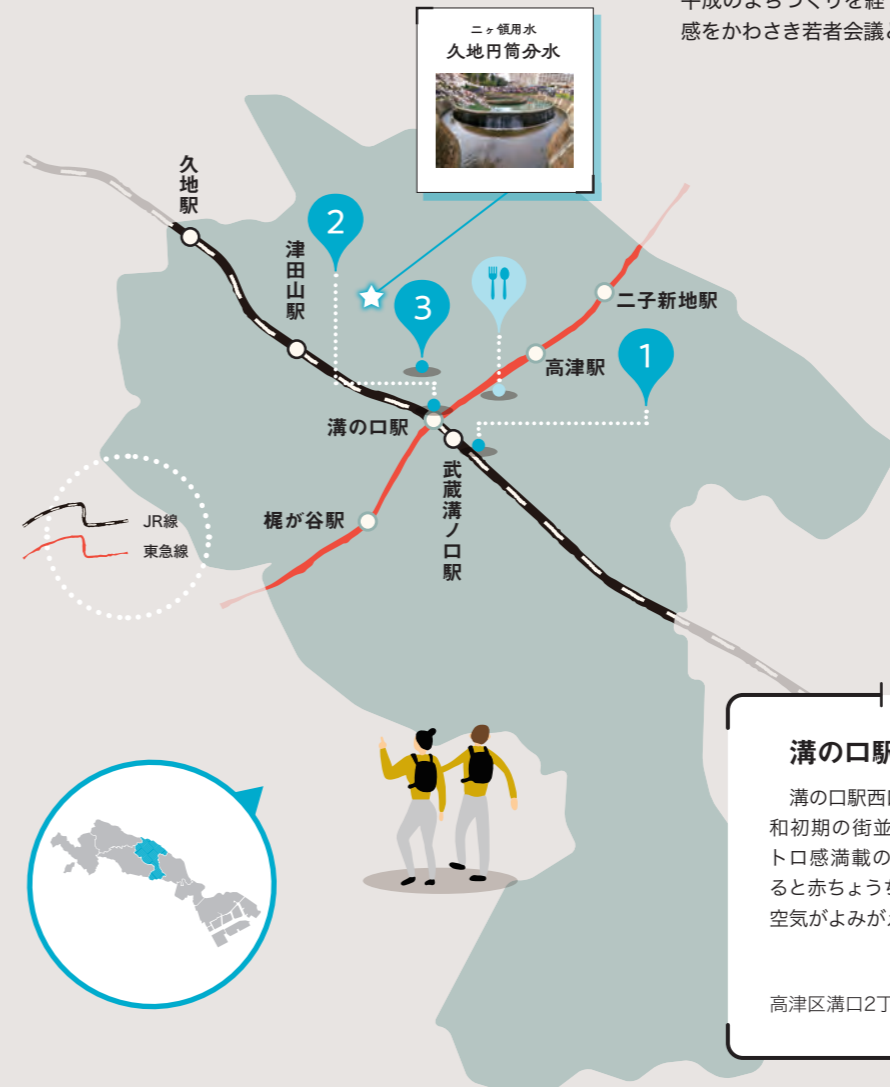 平成のまちづくりを経
感をかわさき若者会議
二ヶ領用水
久地円筒分水
久地駅
津田山駅
2
3
1
二子新地駅
高津駅
溝の口駅
武蔵溝ノ口駅
梶が谷駅
JR線
東急線
溝の口駅
溝の口駅西口
和初期の街並
トロ感満載の
ると赤ちょうち
空気がよみがえ
高津区溝口2丁